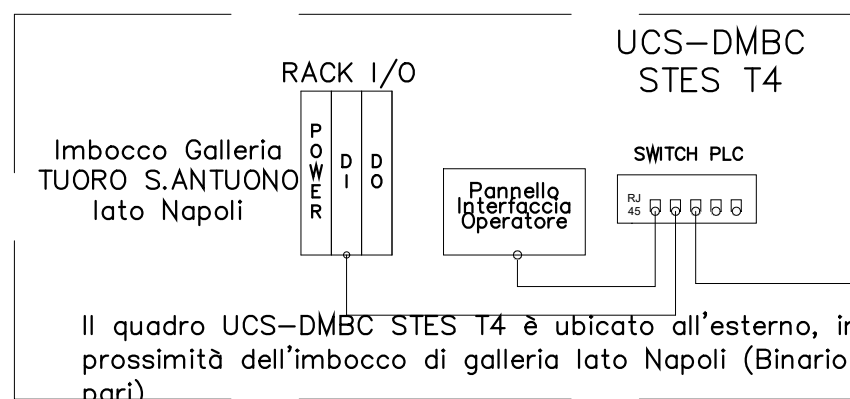 UCS-DMBC
STES T4
RACK I/O
Imbocco Galleria
TUORO S.ANTUONO
lato Napoli
POWER
DI
DO
Pannello
Interfaccia
Operatore
SWITCH PLC
RJ
45
Il quadro UCS-DMBC STES T4 è ubicato all'esterno, in
prossimità dell'imbocco di galleria lato Napoli (Binario
pari)